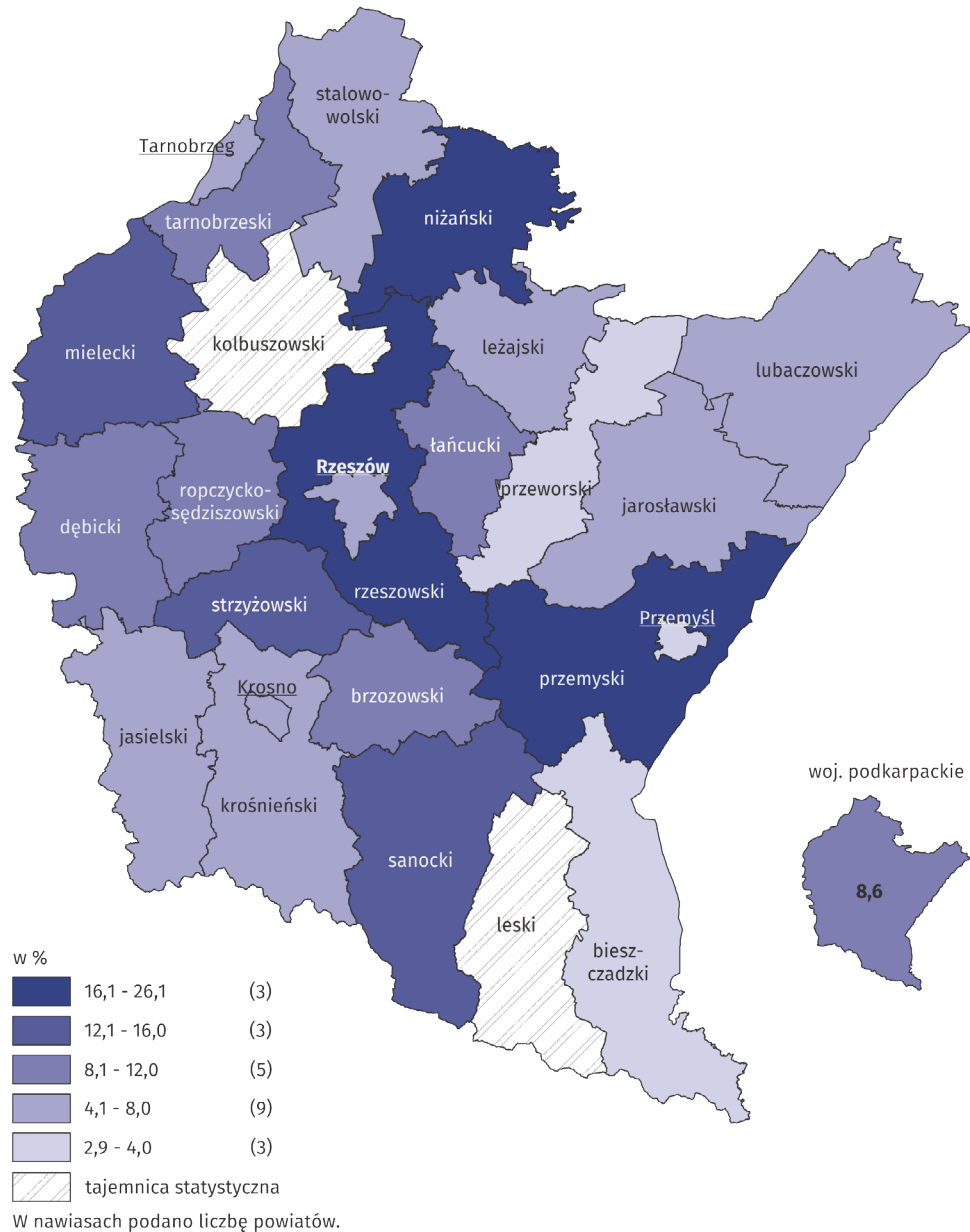 stalowo-
wolski
Tarnobrzeg
tarnobrzeski
niżański
mielecki
kolbuszowski
leżajski
lubaczowski
łańcucki
Rzeszów
ropczycko-
sędziszowski
przeworski
jarosławski
dębicki
rzeszowski
strzyżowski
Przemyśl
przemyski
Krosno
brzozowski
jasielski
krośnieński
sanocki
leski
biesz-
czadzki
woj. podkarpackie
8,6
w %
16,1 - 26,1 (3)
12,1 - 16,0 (3)
8,1 - 12,0 (5)
4,1 - 8,0 (9)
2,9 - 4,0 (3)
tajemnica statystyczna
W nawiasach podano liczbę powiatów.